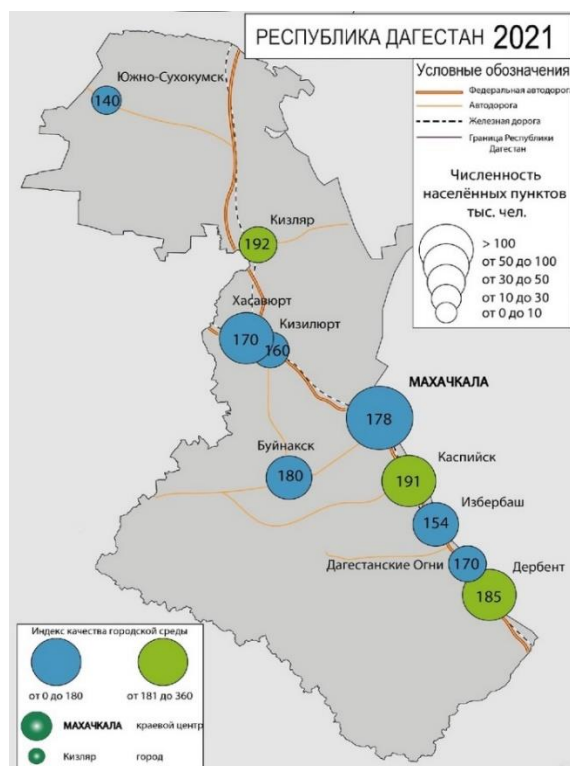 РЕСПУБЛИКА ДАГЕСТАН 2021
Условные обозначения
Федеральная автодорога
Автодорога
Железная дорога
Граница Республики
Дагестан
Численность
населённых пунктов
тыс. чел.
> 100
от 50 до 100
от 30 до 50
от 10 до 30
от 0 до 10
Южно-Сухокумск
140
Кизляр
192
Хасавюрт
170
Кизилюрт
160
МАХАЧКАЛА
178
Буйнакск
180
Каспийск
191
Избербаш
154
Дагестанские Огни
170
Дербент
185
Индекс качества городской среды
от 0 до 180
от 181 до 360
МАХАЧКАЛА краевой центр
Кизляр город